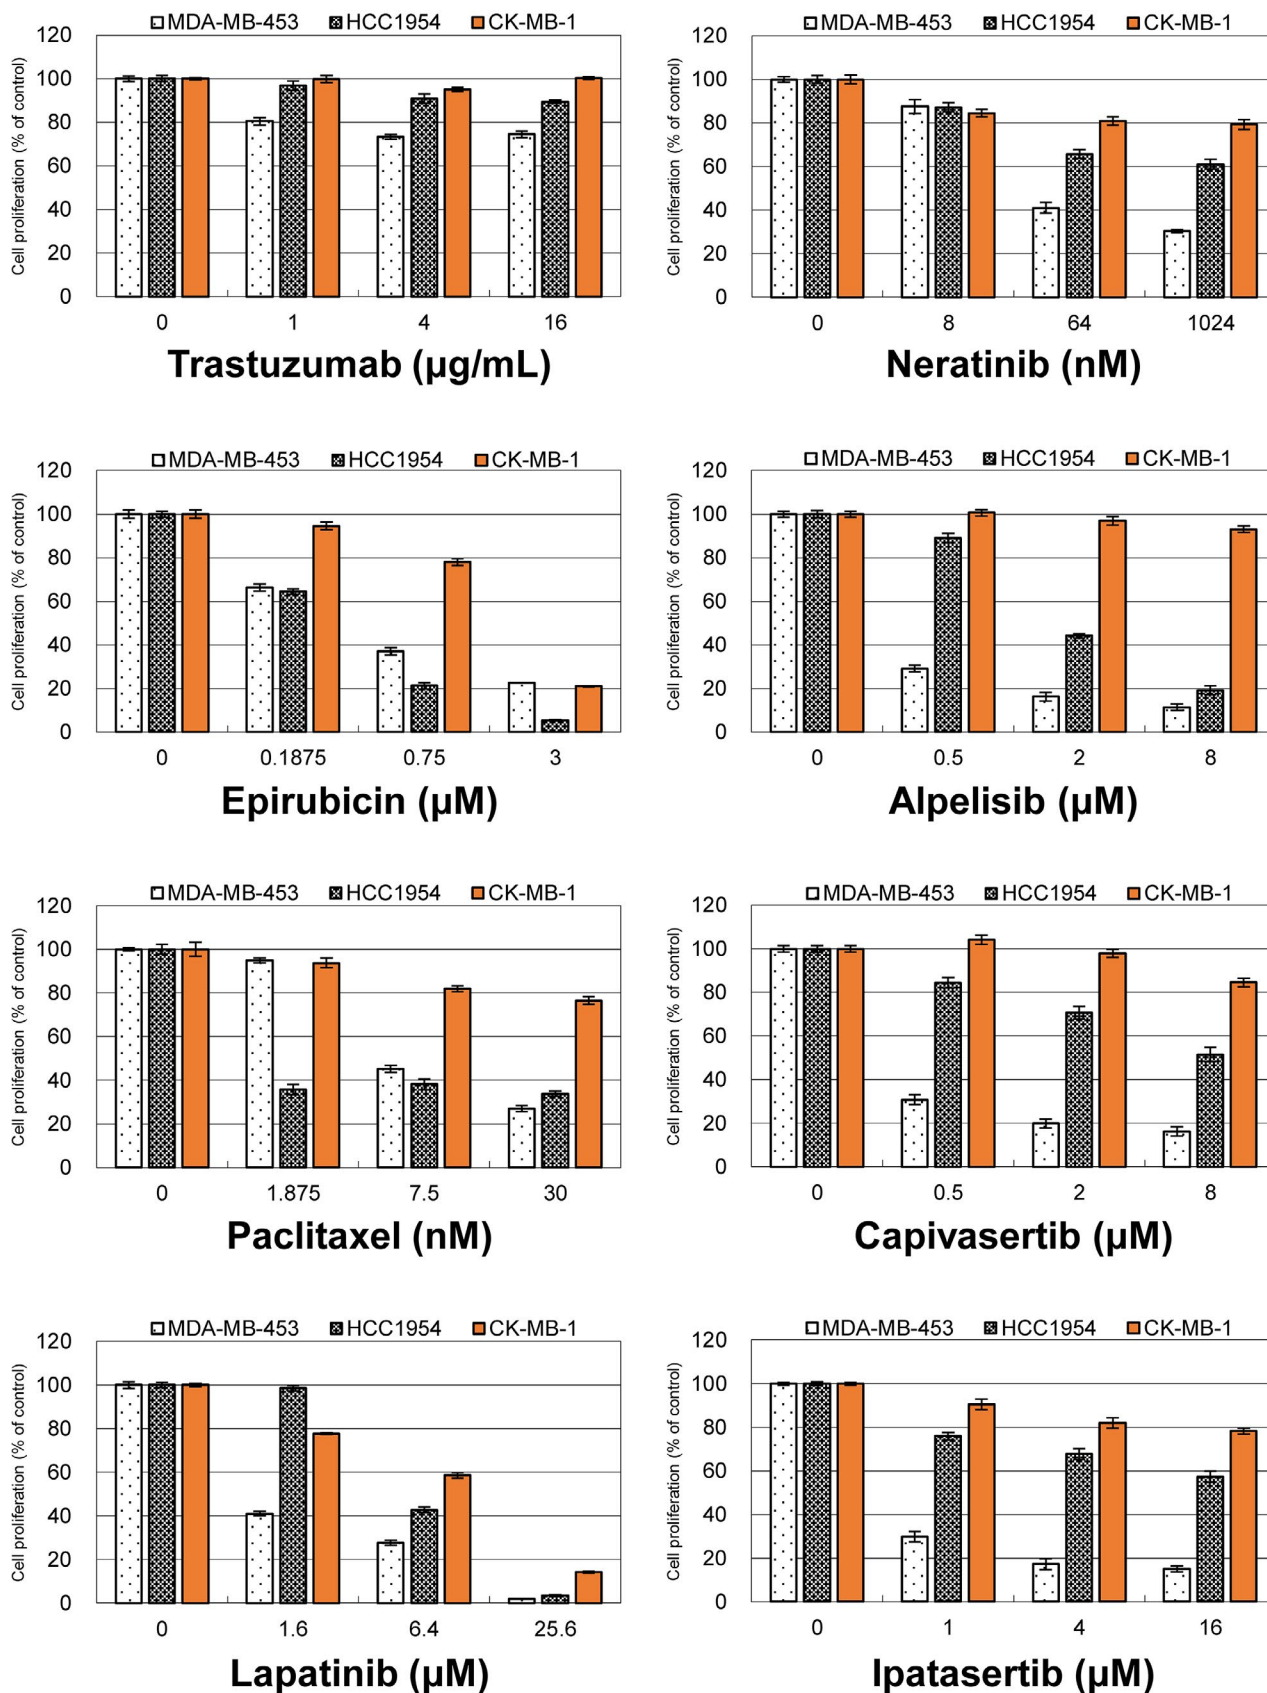 MDA-MB-453 HCC1954 CK-MB-1
Cell proliferation (% of control)
120
100
80
60
40
20
0
0 1 4 16
Trastuzumab (µg/mL)
MDA-MB-453 HCC1954 CK-MB-1
Cell proliferation (% of control)
120
100
80
60
40
20
0
0 8 64 1024
Neratinib (nM)
MDA-MB-453 HCC1954 CK-MB-1
Cell proliferation (% of control)
120
100
80
60
40
20
0
0 0.1875 0.75 3
Epirubicin (µM)
MDA-MB-453 HCC1954 CK-MB-1
Cell proliferation (% of control)
120
100
80
60
40
20
0
0 0.5 2 8
Alpelisib (µM)
MDA-MB-453 HCC1954 CK-MB-1
Cell proliferation (% of control)
120
100
80
60
40
20
0
0 1.875 7.5 30
Paclitaxel (nM)
MDA-MB-453 HCC1954 CK-MB-1
Cell proliferation (% of control)
120
100
80
60
40
20
0
0 0.5 2 8
Capivasertib (µM)
MDA-MB-453 HCC1954 CK-MB-1
Cell proliferation (% of control)
120
100
80
60
40
20
0
0 1.6 6.4 25.6
Lapatinib (µM)
MDA-MB-453 HCC1954 CK-MB-1
Cell proliferation (% of control)
120
100
80
60
40
20
0
0 1 4 16
Ipatasertib (µM)